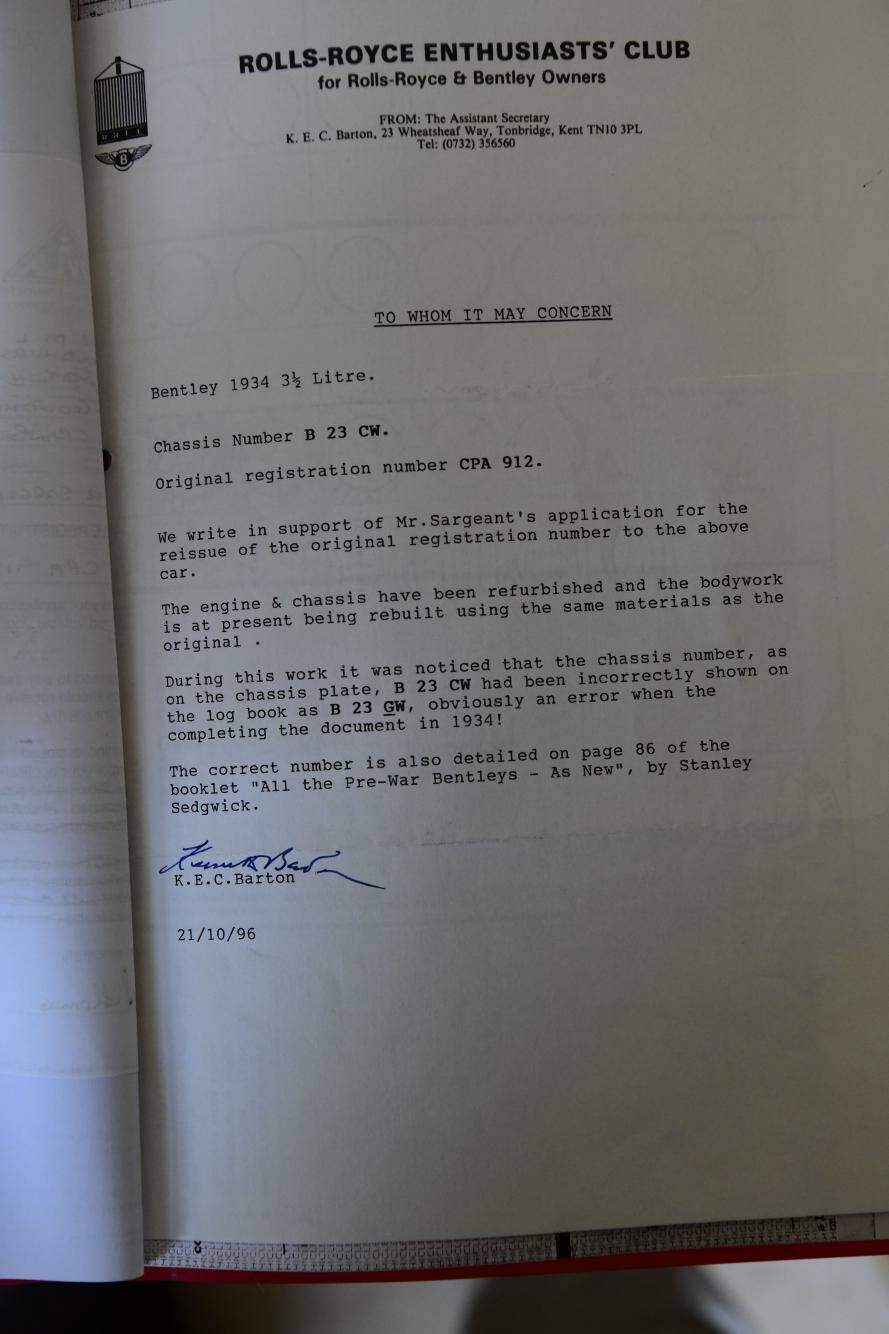 ROLLS-ROYCE ENTHUSIASTS' CLUB
for Rolls-Royce & Bentley Owners
FROM: The Assistant Secretary
K. E. C. Barton, 23 Wheatsheaf Way, Tonbridge, Kent TN10 3PL
Tel: (0732) 356560
RREC
B
TO WHOM IT MAY CONCERN
Bentley 1934 3½ Litre.
Chassis Number B 23 CW.
Original registration number CPA 912.
We write in support of Mr.Sargeant's application for the
reissue of the original registration number to the above
car.
The engine & chassis have been refurbished and the bodywork
is at present being rebuilt using the same materials as the
original .
During this work it was noticed that the chassis number, as
on the chassis plate, B 23 CW had been incorrectly shown on
the log book as B 23 GW, obviously an error when the
completing the document in 1934!
The correct number is also detailed on page 86 of the
booklet "All the Pre-War Bentleys - As New", by Stanley
Sedgwick.
Kenneth Barton
K.E.C.Barton
21/10/96